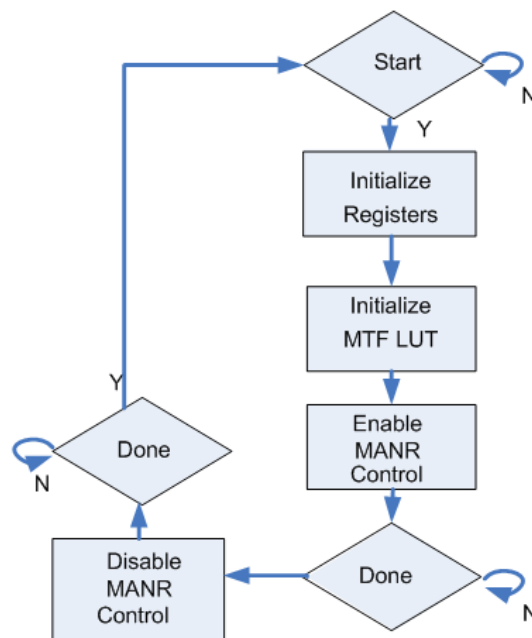 Start
N
Y
Initialize
Registers
Initialize
MTF LUT
Enable
MANR
Control
Y
Done
N
Done
N
Disable
MANR
Control